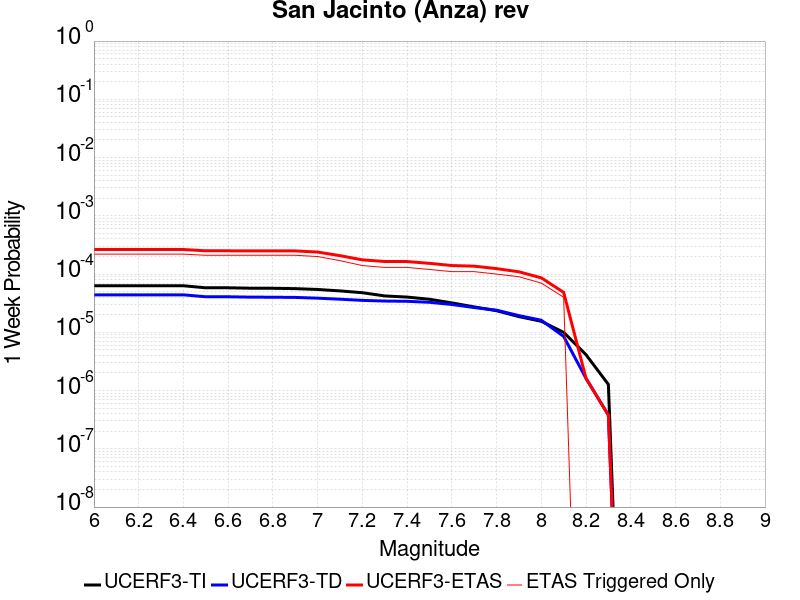 San Jacinto (Anza) rev
10^0
10^-1
10^-2
10^-3
10^-4
10^-5
10^-6
10^-7
10^-8
1 Week Probability
6 6.2 6.4 6.6 6.8 7 7.2 7.4 7.6 7.8 8 8.2 8.4 8.6 8.8 9
Magnitude
UCERF3-TI UCERF3-TD UCERF3-ETAS ETAS Triggered Only